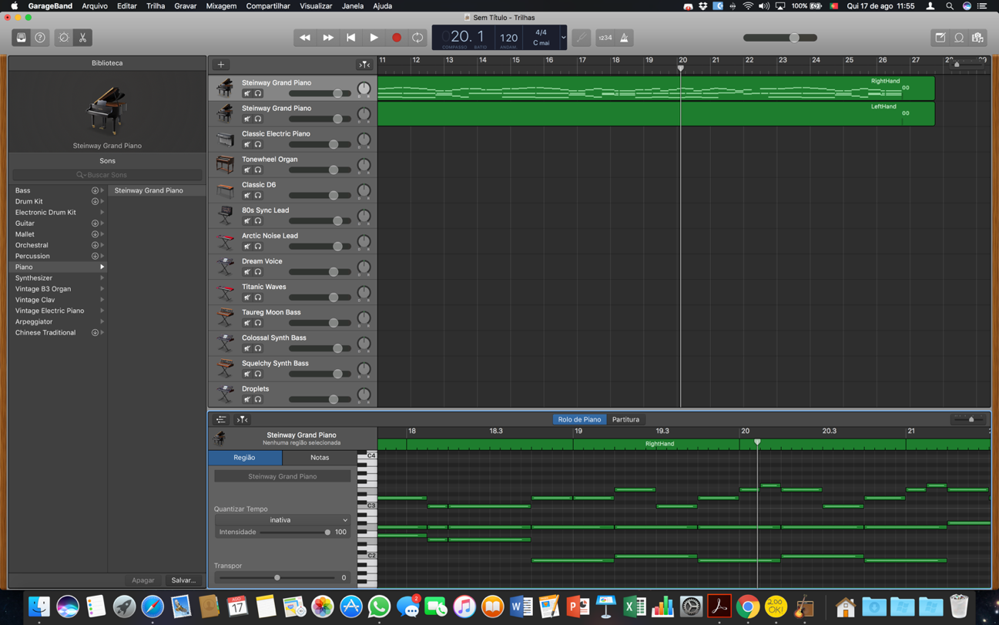 GarageBand Arquivo Editar Trilha Gravar Mixagem Compartilhar Visualizar Janela Ajuda 100% Qui 17 de ago 11:55
Sem Título - Trilhas
20. 1 120 4/4
C mai
COMPASSO BATIDO ANDAM.
1234
Biblioteca
Steinway Grand Piano
Sons
Buscar Sons
Bass
Drum Kit
Electronic Drum Kit
Guitar
Mallet
Orchestral
Percussion
Piano
Synthesizer
Vintage B3 Organ
Vintage Clav
Vintage Electric Piano
Arpeggiator
Chinese Traditional
Steinway Grand Piano
Apagar Salvar...
11 12 13 14 15 16 17 18 19 20 21 22 23 24 25 26 27 28 29
Steinway Grand Piano
Steinway Grand Piano
Classic Electric Piano
Tonewheel Organ
Classic D6
80s Sync Lead
Arctic Noise Lead
Dream Voice
Titanic Waves
Taureg Moon Bass
Colossal Synth Bass
Squelchy Synth Bass
Droplets
RightHand
LeftHand
Rolo de Piano Partitura
Steinway Grand Piano
Nenhuma região selecionada
Região Notas
Steinway Grand Piano
Quantizar Tempo
inativa
Intensidade 100
Transpor
0
18 18.3 19 19.3 20 20.3 21
RightHand
C4
C3
C2
2
AGO
17
200
OK!